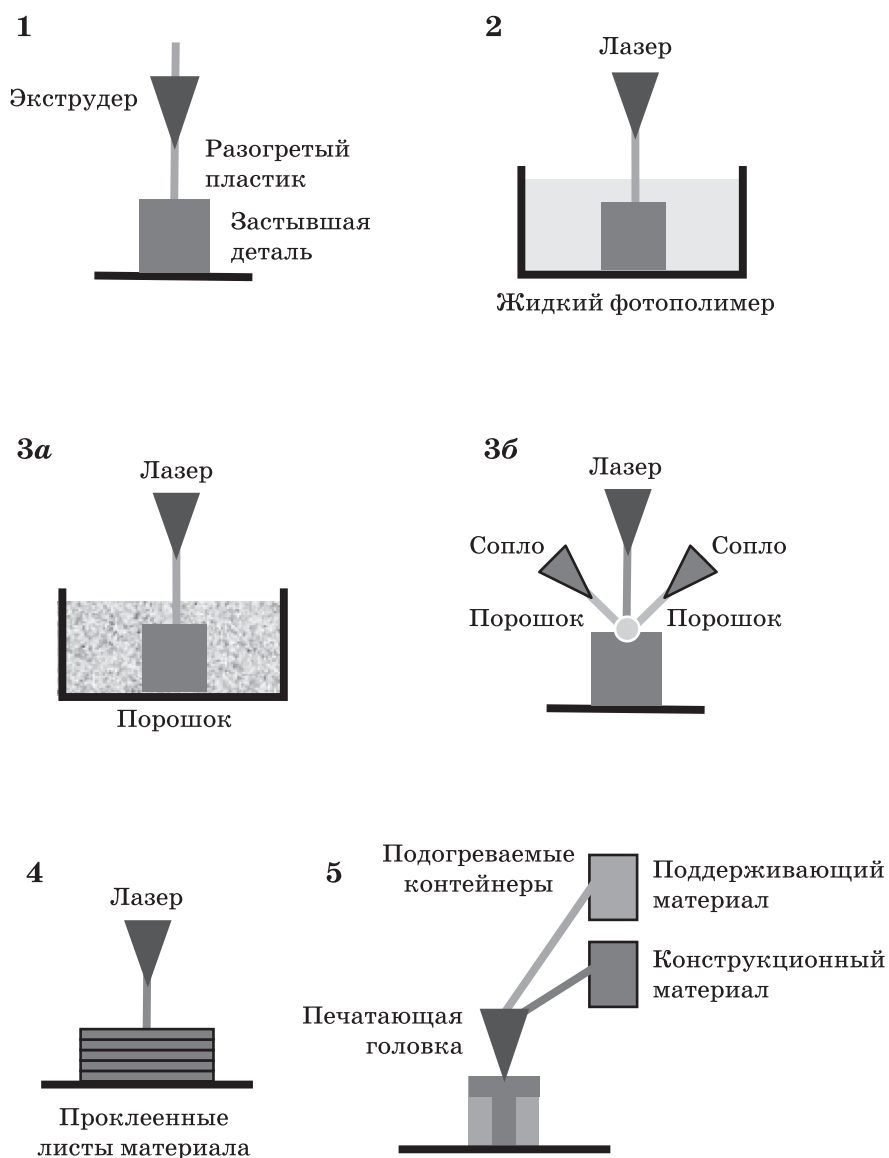 1
Экструдер
Разогретый
пластик
Застывшая
деталь
2
Лазер
Жидкий фотополимер
3а
Лазер
Порошок
3б
Лазер
Сопло
Сопло
Порошок
Порошок
4
Лазер
Проклеенные
листы материала
5
Подогреваемые
контейнеры
Поддерживающий
материал
Конструкционный
материал
Печатающая
головка